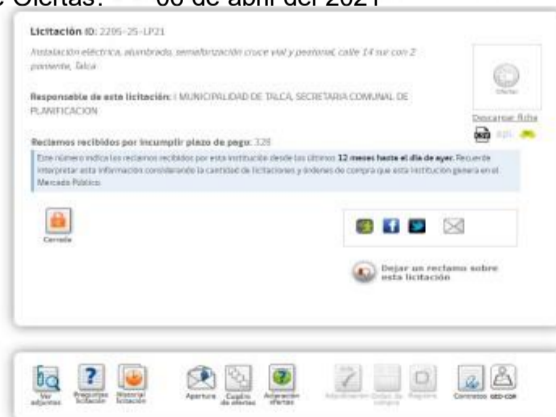 Ofertas: 06 de abril del 2021
Licitación ID: 2295-25-LP21
Instalación eléctrica, alumbrado, semaforización cruce vial y peatonal, calle 14 sur con 2
poniente, Talca
Responsable de esta licitación: I MUNICIPALIDAD DE TALCA, SECRETARIA COMUNAL DE
PLANIFICACION
Descargar ficha
Reclamos recibidos por incumplir plazo de pago: 328
Este número indica los reclamos recibidos por esta institución desde los últimos 12 meses hasta el día de ayer. Recuerde
interpretar esta información considerando la cantidad de licitaciones y órdenes de compra que esta institución genera en el
Mercado Público.
Cerrada
Dejar un reclamo sobre
esta licitación
Ver adjuntos
Preguntas licitación
Historial licitación
Apertura
Cuadro de ofertas
Aclaración ofertas
Adjudicación
Orden de compra
Contratos